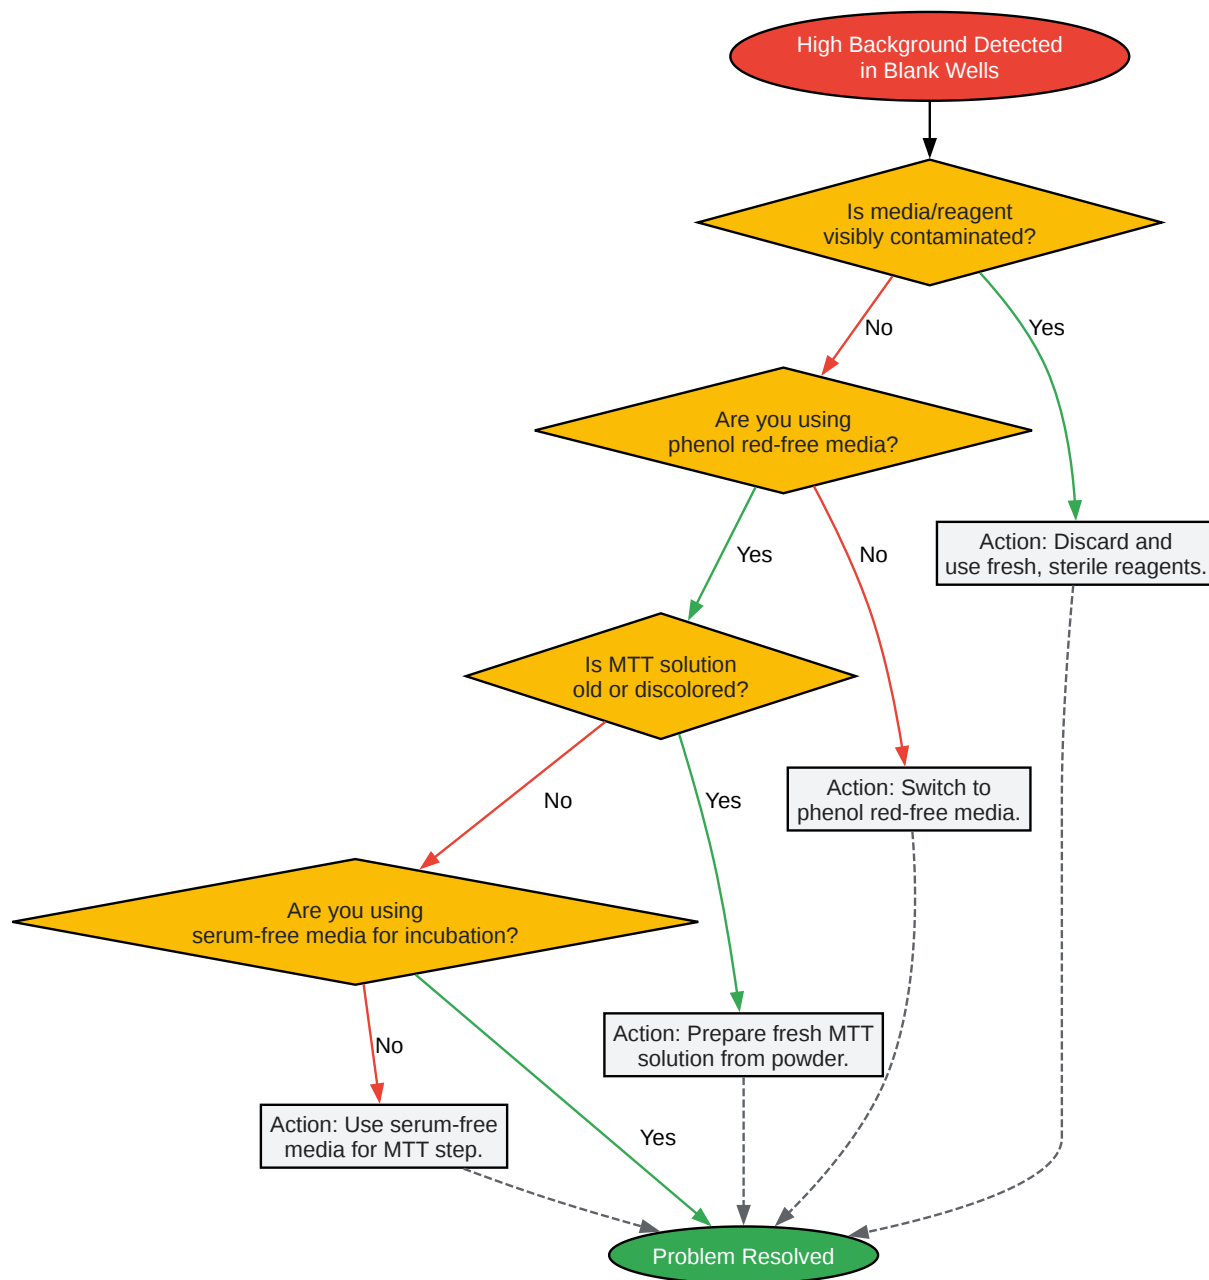 High Background Detected
in Blank Wells
Is media/reagent
visibly contaminated?
No
Yes
Are you using
phenol red-free media?
Yes
No
Action: Discard and
use fresh, sterile reagents.
Is MTT solution
old or discolored?
No
Yes
Action: Switch to
phenol red-free media.
Are you using
serum-free media for incubation?
No
Yes
Action: Prepare fresh MTT
solution from powder.
Action: Use serum-free
media for MTT step.
Problem Resolved